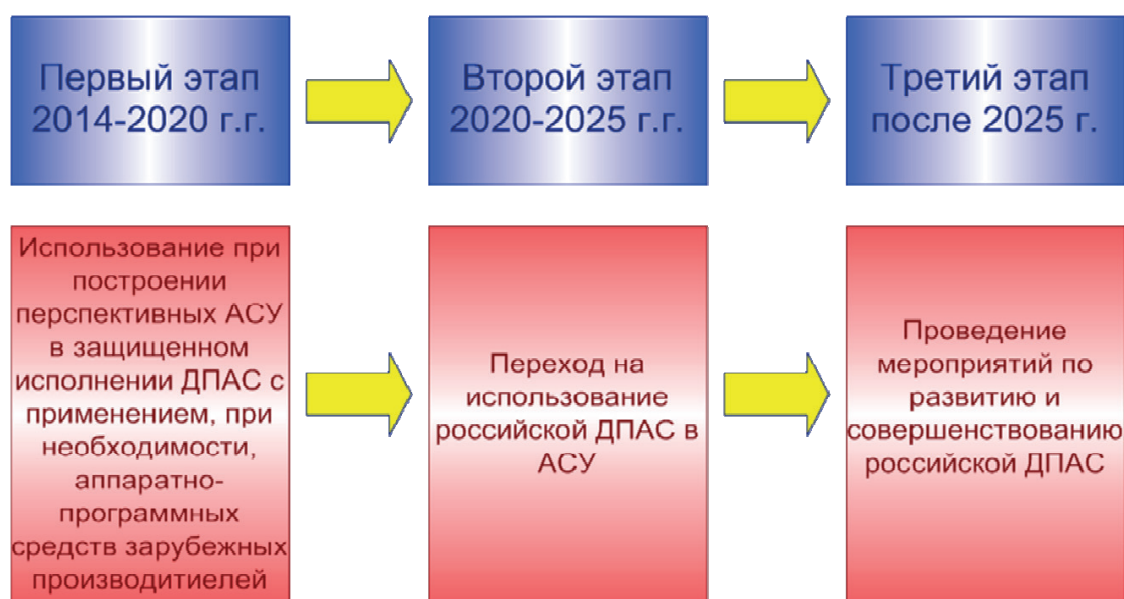 Первый этап
2014-2020 г.г.
Второй этап
2020-2025 г.г.
Третий этап
после 2025 г.
Использование при
построении
перспективных АСУ
в защищенном
исполнении ДПАС с
применением, при
необходимости,
аппаратно-
программных
средств зарубежных
производитиелей
Переход на
использование
российской ДПАС в
АСУ
Проведение
мероприятий по
развитию и
совершенствованию
российской ДПАС